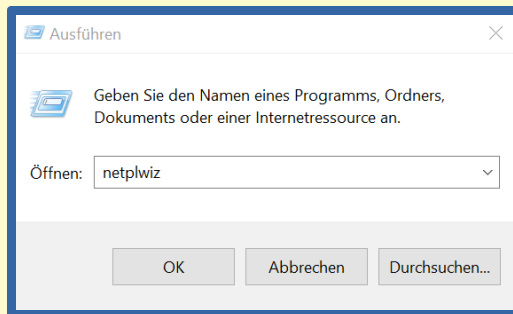 Ausführen
Geben Sie den Namen eines Programms, Ordners,
Dokuments oder einer Internetressource an.
Öffnen: netplwiz
OK Abbrechen Durchsuchen...